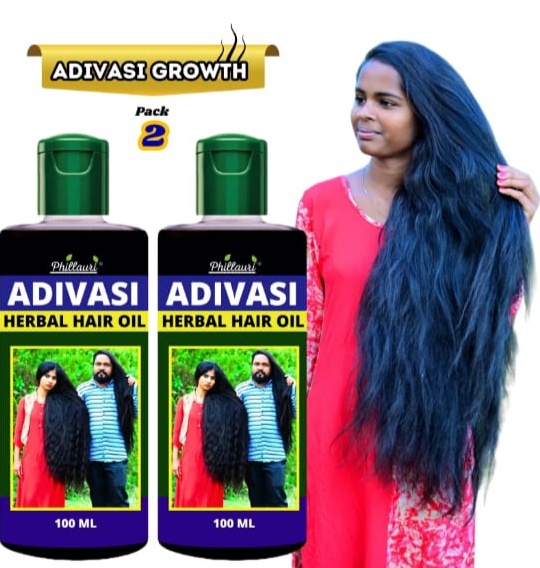 ADIVASI GROWTH
Pack
2
Phillauri®
ADIVASI
HERBAL HAIR OIL
100 ML
Phillauri®
ADIVASI
HERBAL HAIR OIL
100 ML